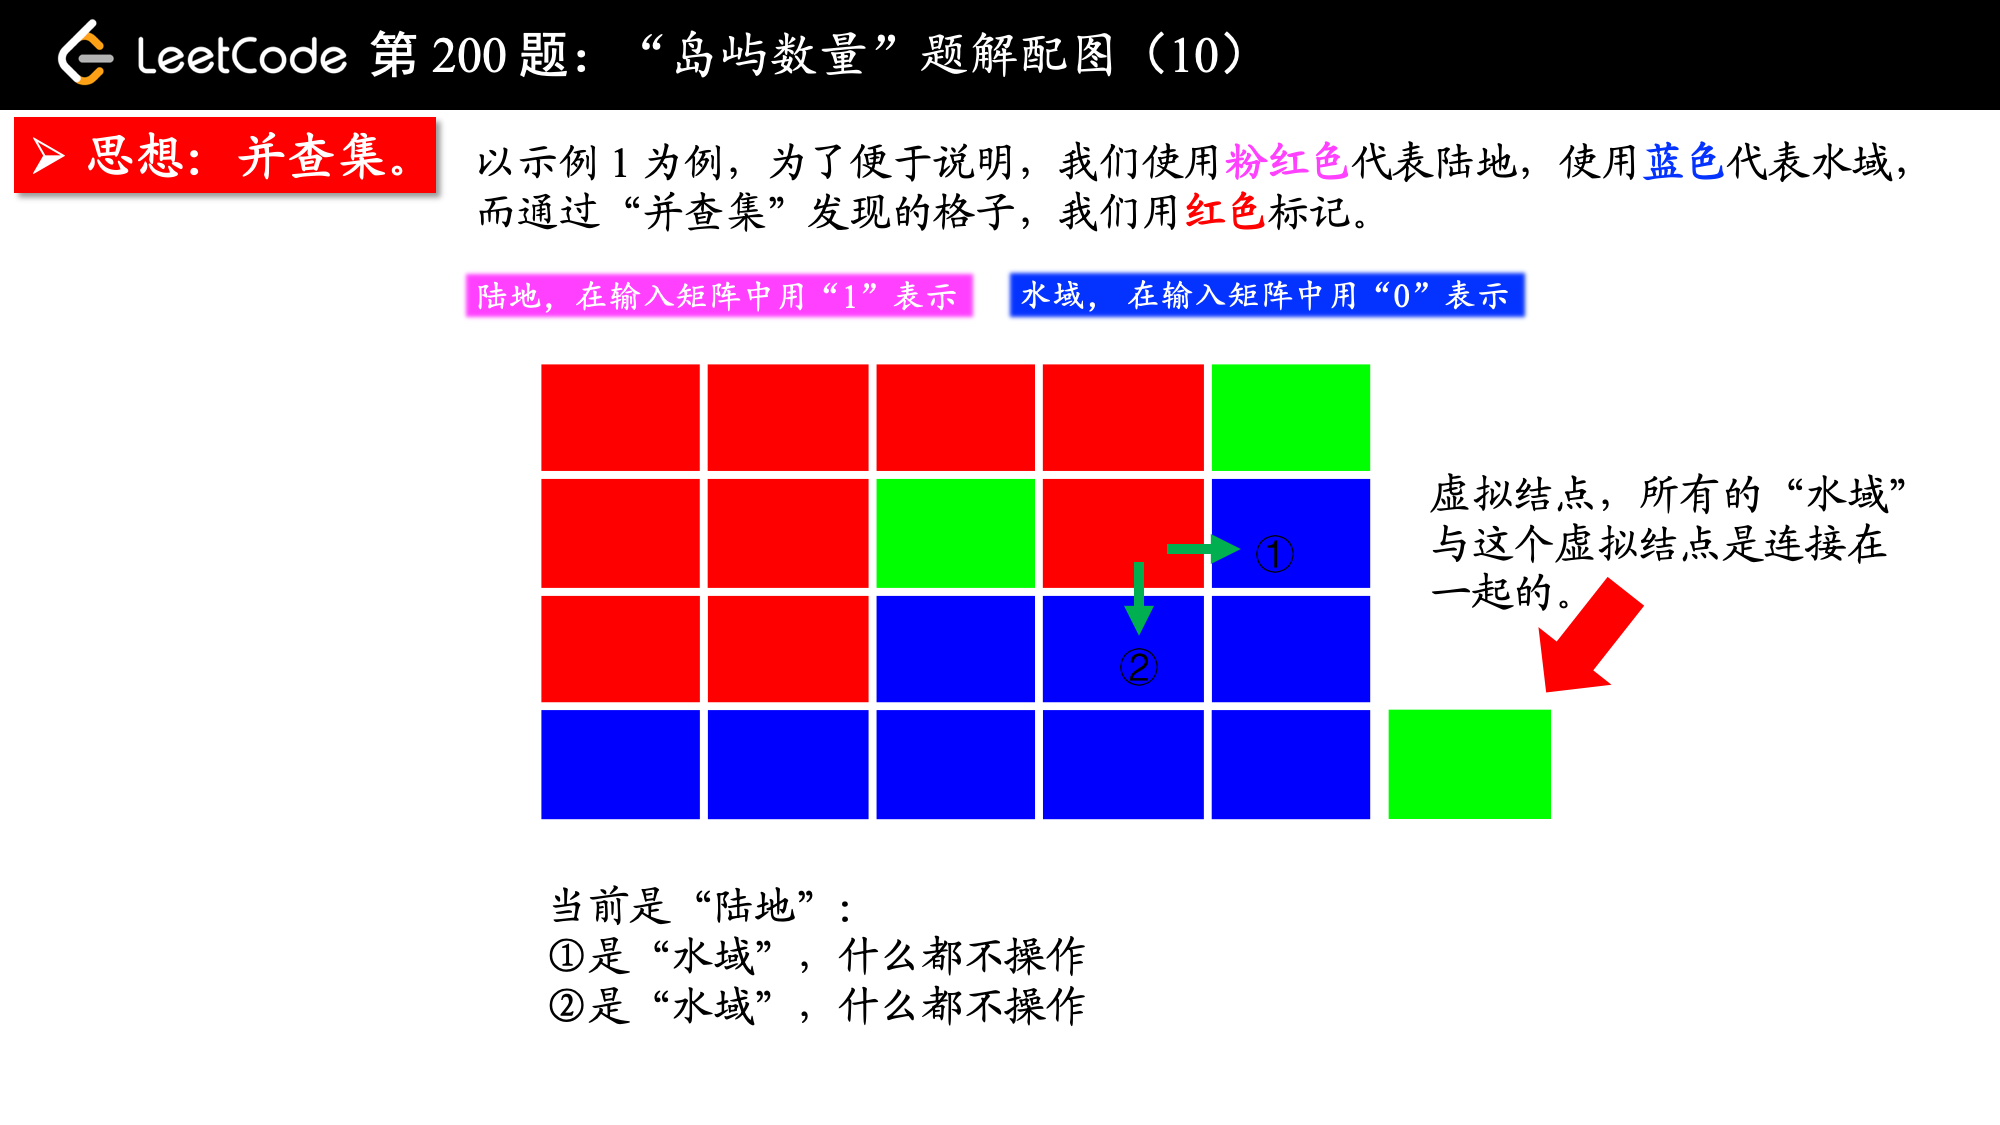 LeetCode 第 200 题：“岛屿数量”题解配图（10）
思想：并查集。
以示例 1 为例，为了便于说明，我们使用粉红色代表陆地，使用蓝色代表水域，
而通过“并查集”发现的格子，我们用红色标记。
陆地，在输入矩阵中用“1”表示
水域， 在输入矩阵中用“0”表示
虚拟结点，所有的“水域”
与这个虚拟结点是连接在
一起的。
①
②
当前是“陆地”：
①是“水域”，什么都不操作
②是“水域”，什么都不操作